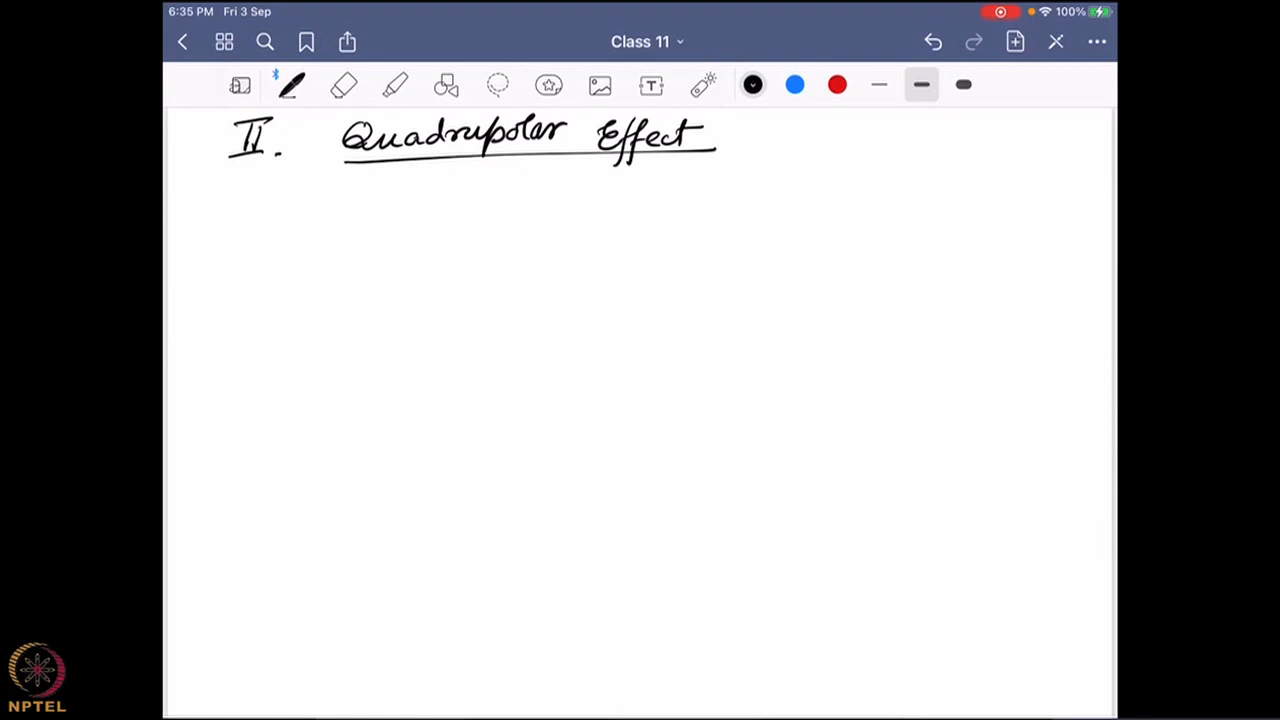 6:35 PM Fri 3 Sep 100%
Class 11
T
II. Quadrupolar Effect
NPTEL